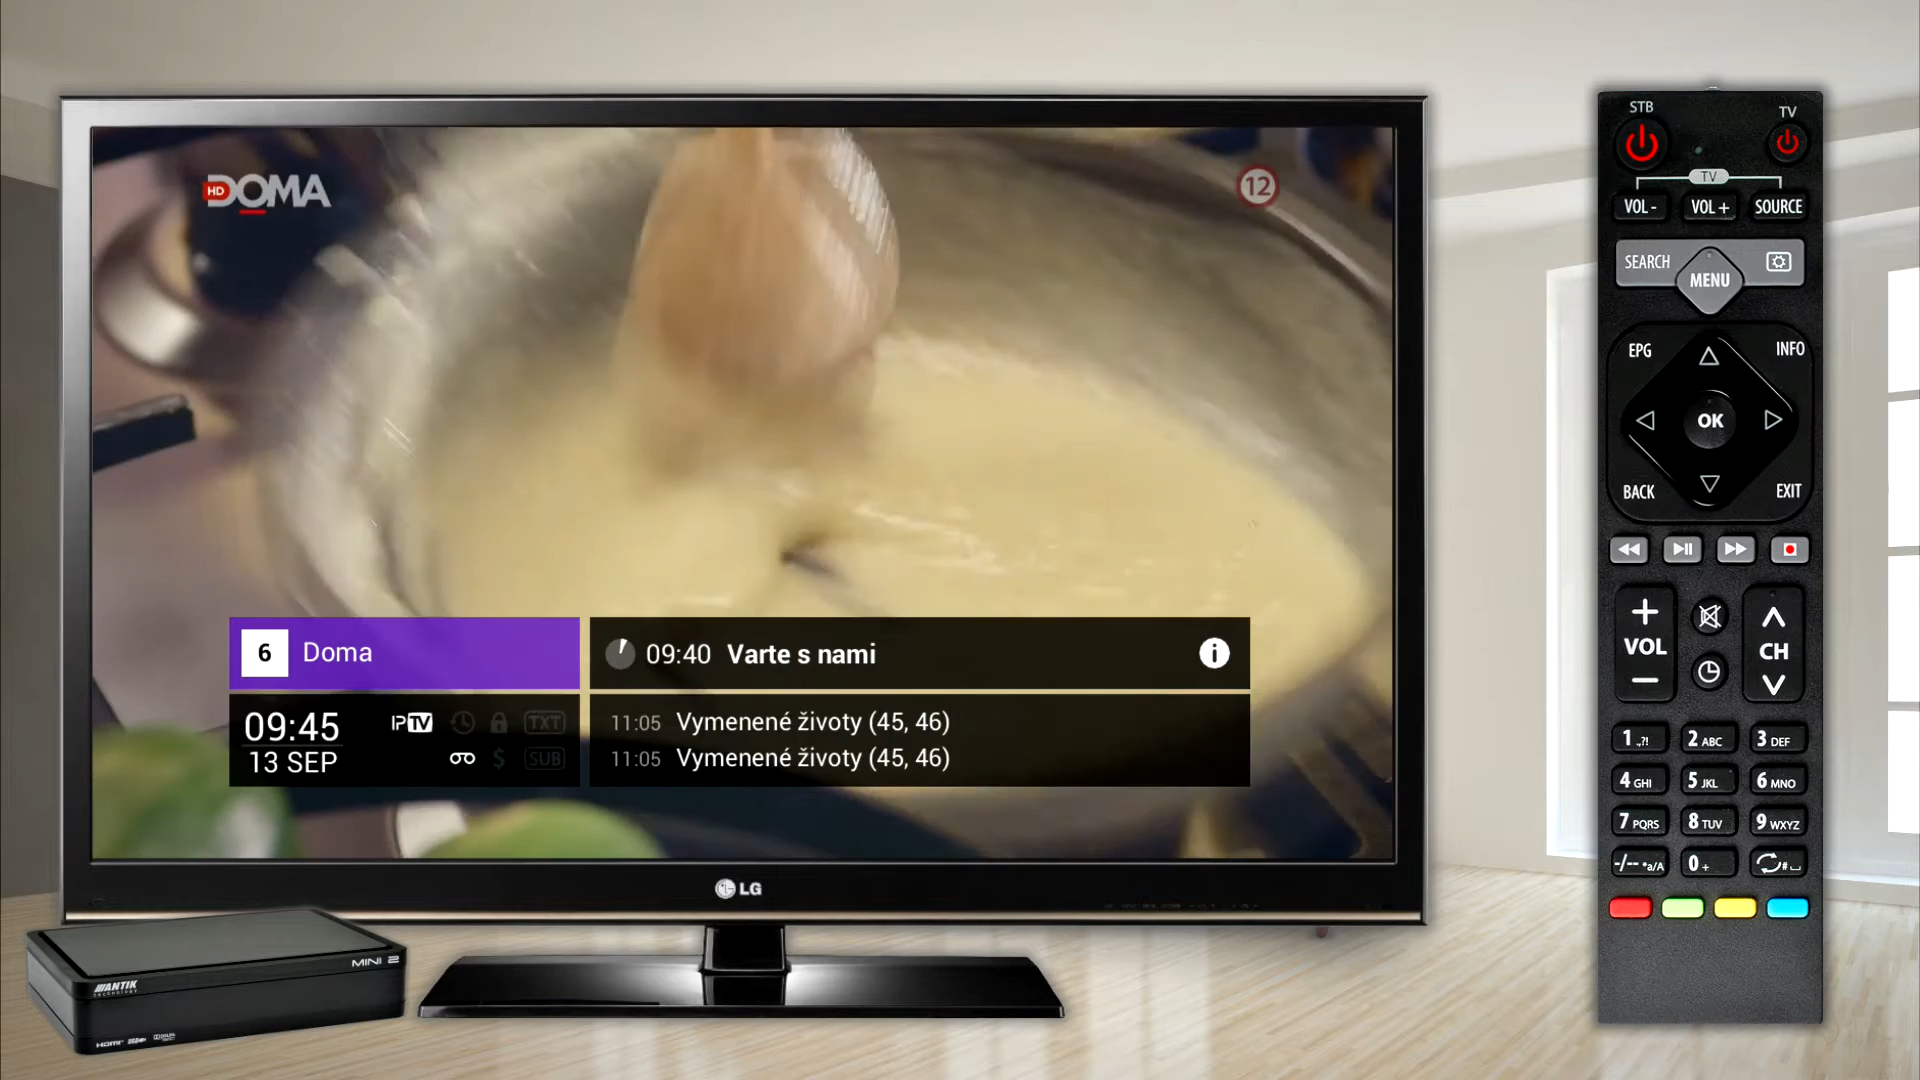 HD DOMA
12
6 Doma
09:40 Varte s nami
09:45
13 SEP
IPTV
TXT
SUB
11:05 Vymenené životy (45, 46)
11:05 Vymenené životy (45, 46)
LG
MINI 2
ANTIK
technology
HDMI
STB
TV
TV
VOL -
VOL +
SOURCE
SEARCH
MENU
EPG
INFO
OK
BACK
EXIT
+
VOL
−
CH
1 .,?!
2 ABC
3 DEF
4 GHI
5 JKL
6 MNO
7 PQRS
8 TUV
9 WXYZ
-/-- *a/A
0 +
#